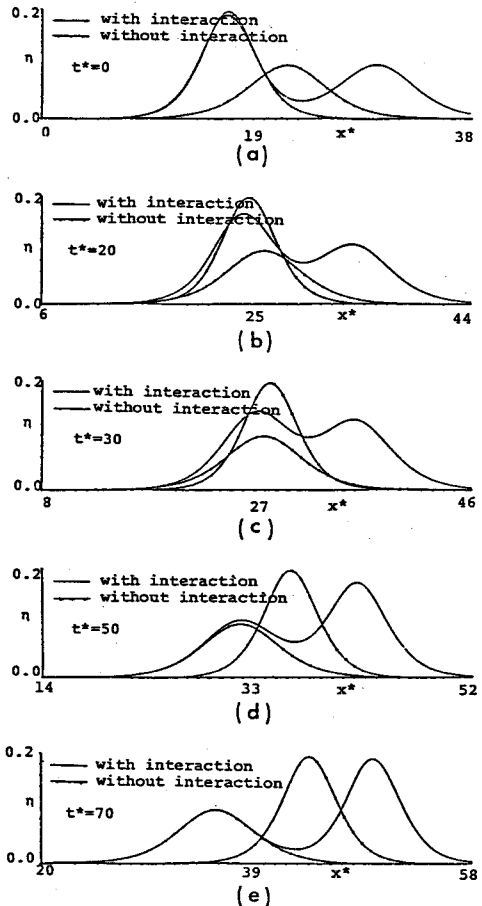 0.2
with interaction
without interaction
η
t*=0
0.0
0 19 x* 38
(a)
0.2
with interaction
without interaction
η
t*=20
0.0
6 25 x* 44
(b)
0.2
with interaction
without interaction
η
t*=30
0.0
8 27 x* 46
(c)
0.2
with interaction
without interaction
η
t*=50
0.0
14 33 x* 52
(d)
0.2
with interaction
without interaction
η
t*=70
0.0
20 39 x* 58
(e)